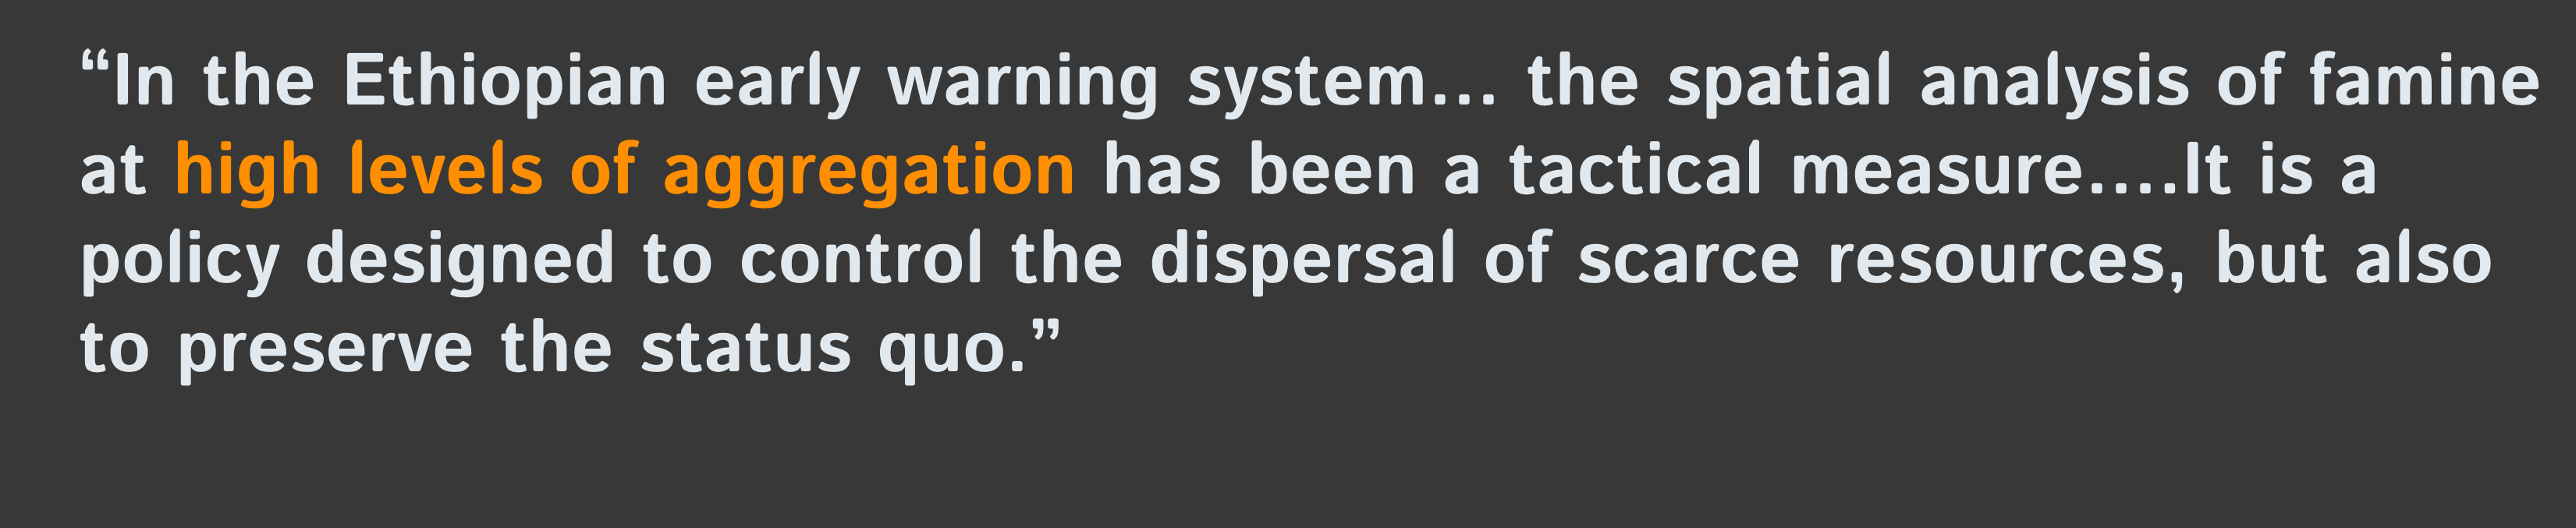 “In the Ethiopian early warning system... the spatial analysis of famine
at high levels of aggregation has been a tactical measure....It is a
policy designed to control the dispersal of scarce resources, but also
to preserve the status quo.”